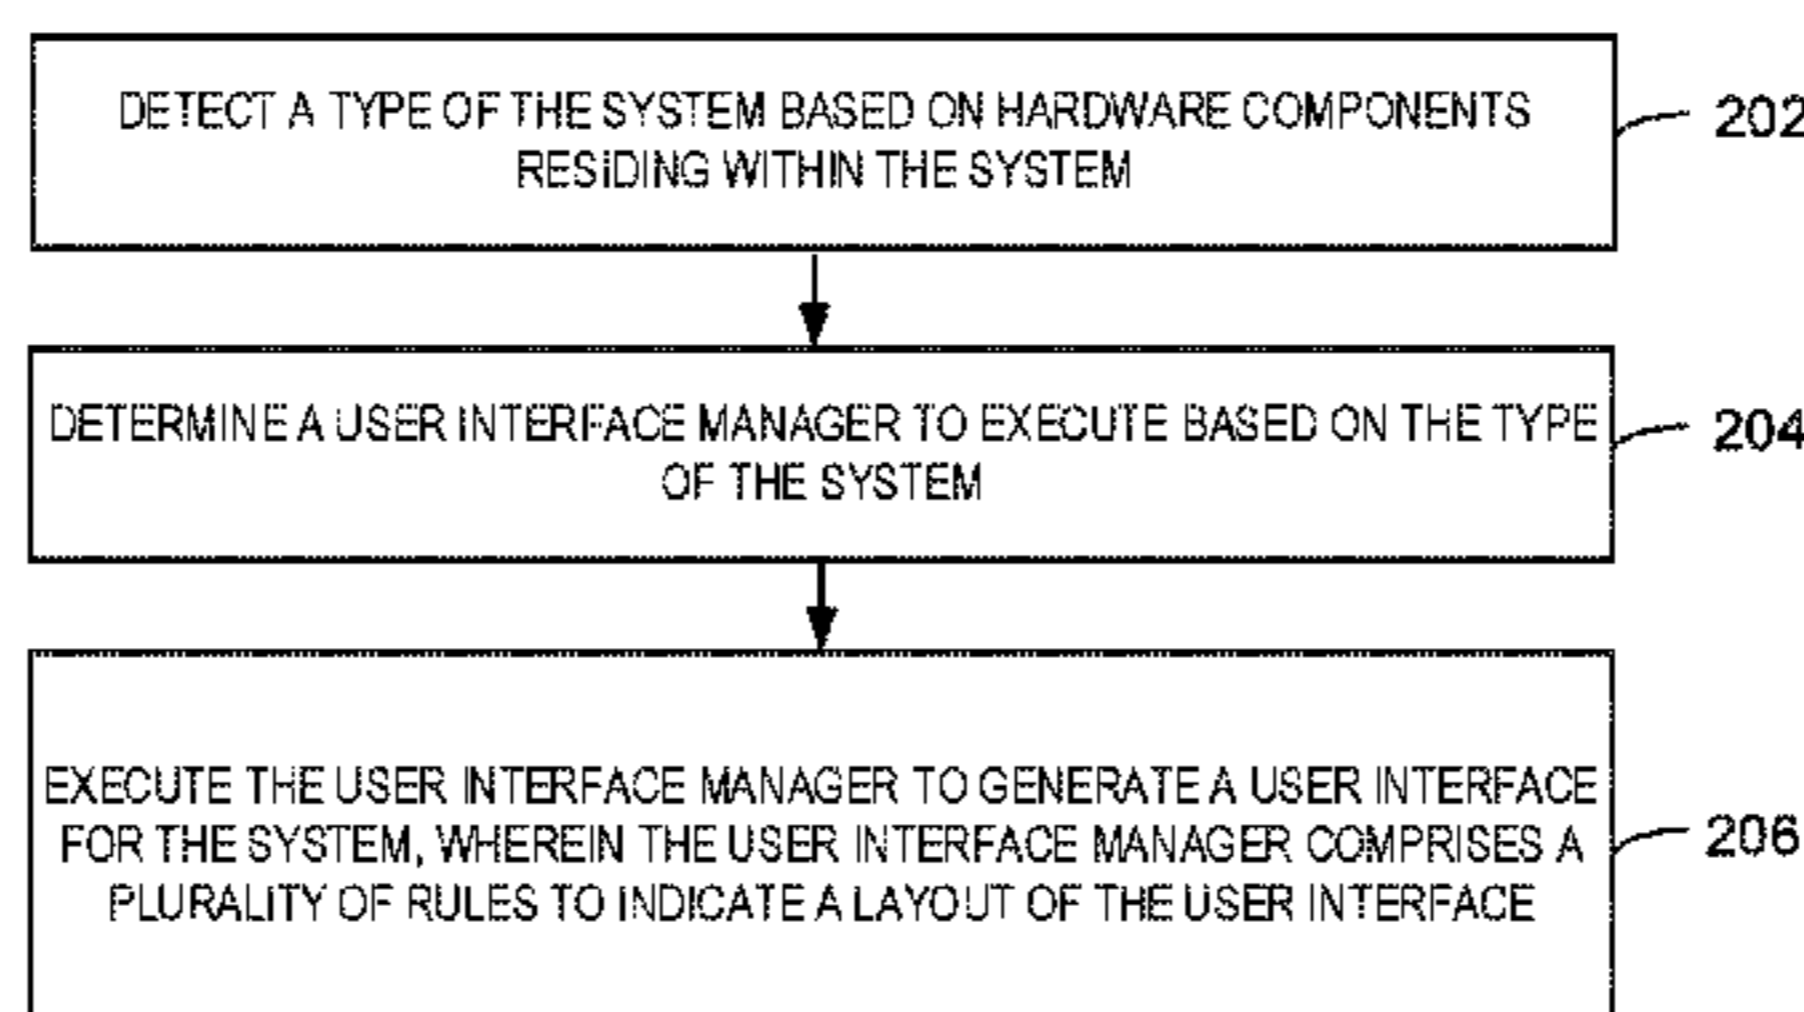 DETECT A TYPE OF THE SYSTEM BASED ON HARDWARE COMPONENTS
RESIDING WITHIN THE SYSTEM
202
DETERMINE A USER INTERFACE MANAGER TO EXECUTE BASED ON THE TYPE
OF THE SYSTEM
204
EXECUTE THE USER INTERFACE MANAGER TO GENERATE A USER INTERFACE
FOR THE SYSTEM, WHEREIN THE USER INTERFACE MANAGER COMPRISES A
PLURALITY OF RULES TO INDICATE A LAYOUT OF THE USER INTERFACE
206